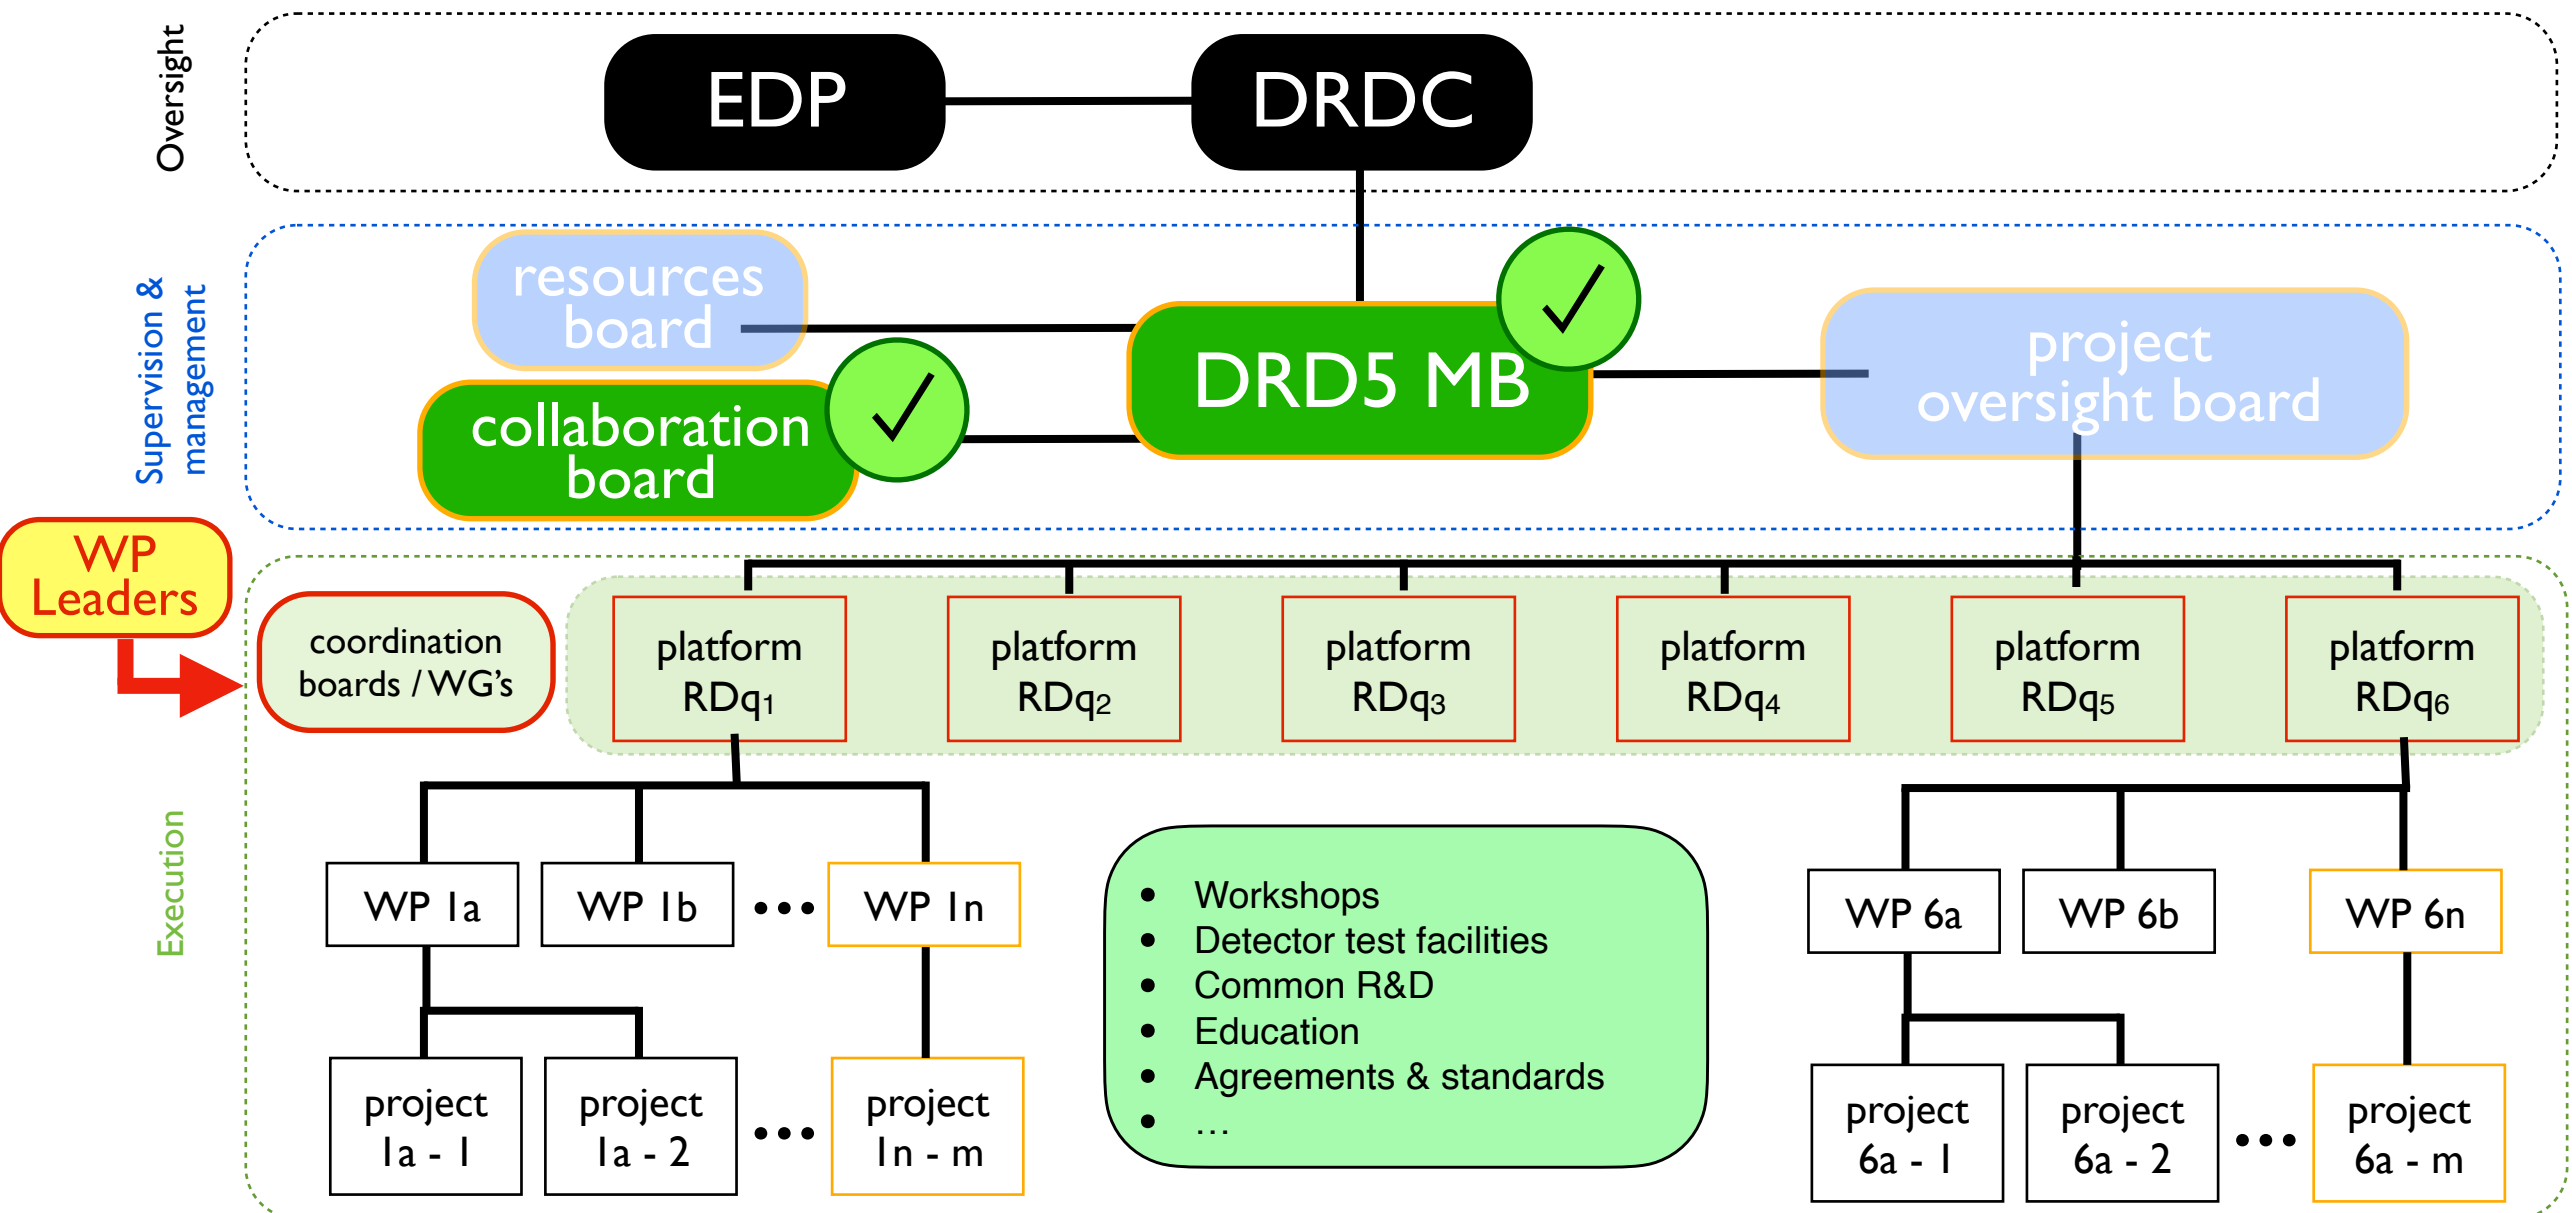 Oversight
EDP
DRDC
Supervision &
management
resources
board
collaboration
board
DRD5 MB
project
oversight board
WP
Leaders
coordination
boards / WG's
platform
RDq1
platform
RDq2
platform
RDq3
platform
RDq4
platform
RDq5
platform
RDq6
Execution
WP 1a
WP 1b
•••
WP 1n
• Workshops
• Detector test facilities
• Common R&D
• Education
• Agreements & standards
• …
WP 6a
WP 6b
WP 6n
project
1a - 1
project
1a - 2
•••
project
1n - m
project
6a - 1
project
6a - 2
•••
project
6a - m